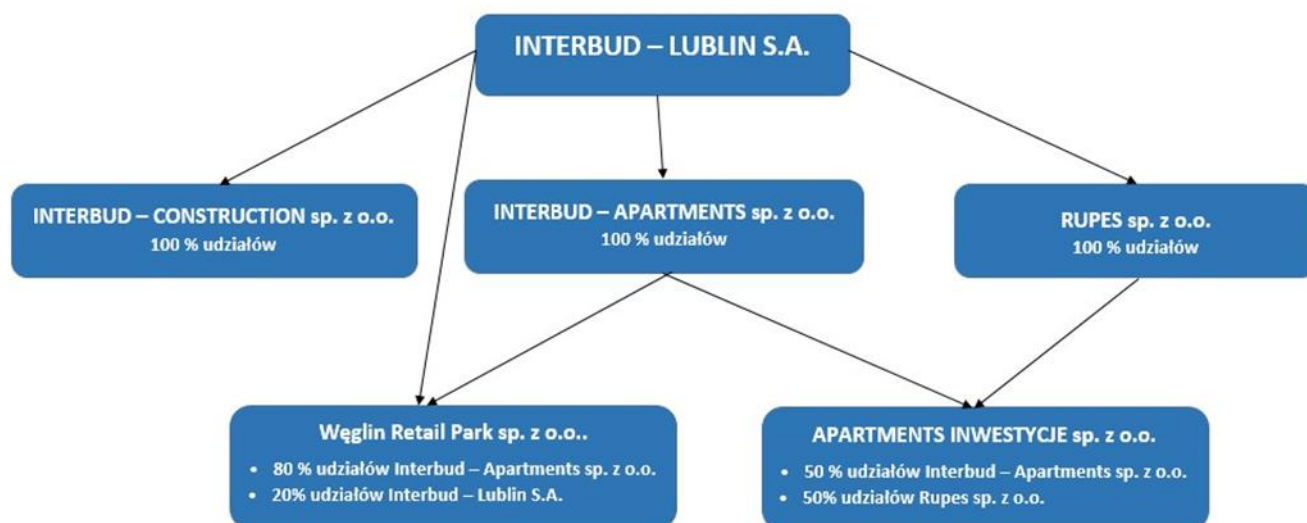 INTERBUD – LUBLIN S.A.
INTERBUD – CONSTRUCTION sp. z o.o.
100 % udziałów
INTERBUD – APARTMENTS sp. z o.o.
100 % udziałów
RUPES sp. z o.o.
100 % udziałów
Węglin Retail Park sp. z o.o..
• 80 % udziałów Interbud – Apartments sp. z o.o.
• 20% udziałów Interbud – Lublin S.A.
APARTMENTS INWESTYCJE sp. z o.o.
• 50 % udziałów Interbud – Apartments sp. z o.o.
• 50% udziałów Rupes sp. z o.o.